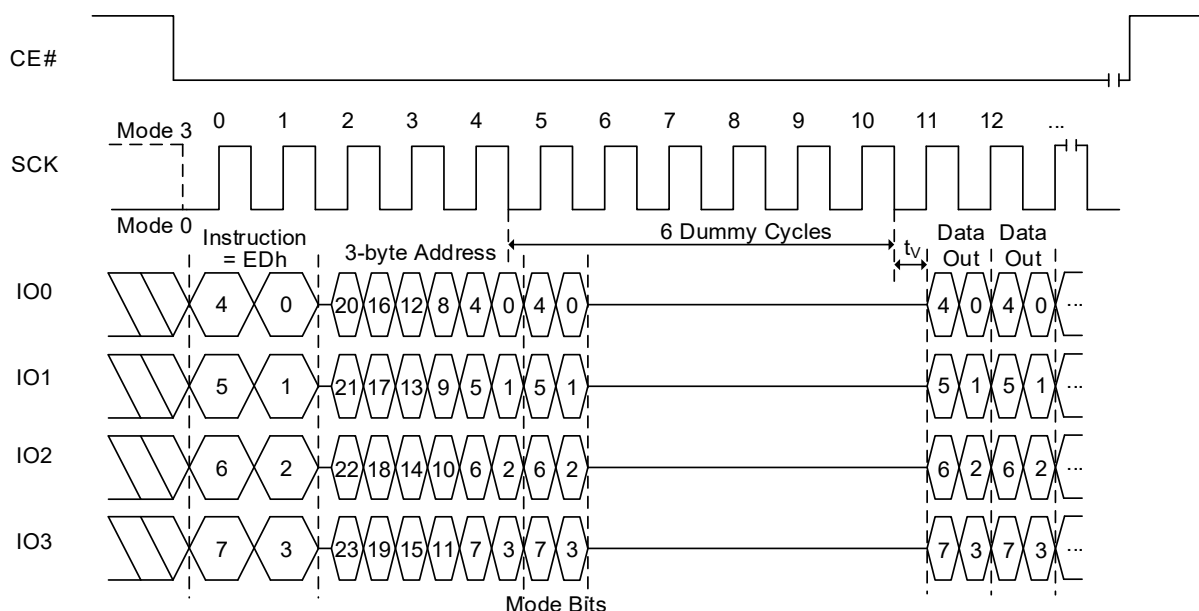 CE#
0 1 2 3 4 5 6 7 8 9 10 11 12 ...
Mode 3
SCK
Mode 0
Instruction
= EDh
3-byte Address
6 Dummy Cycles
tV
Data
Out
Data
Out
IO0
4 0 20 16 12 8 4 0 4 0 4 0 4 0 ...
IO1
5 1 21 17 13 9 5 1 5 1 5 1 5 1 ...
IO2
6 2 22 18 14 10 6 2 6 2 6 2 6 2 ...
IO3
7 3 23 19 15 11 7 3 7 3 7 3 7 3 ...
Mode Bits